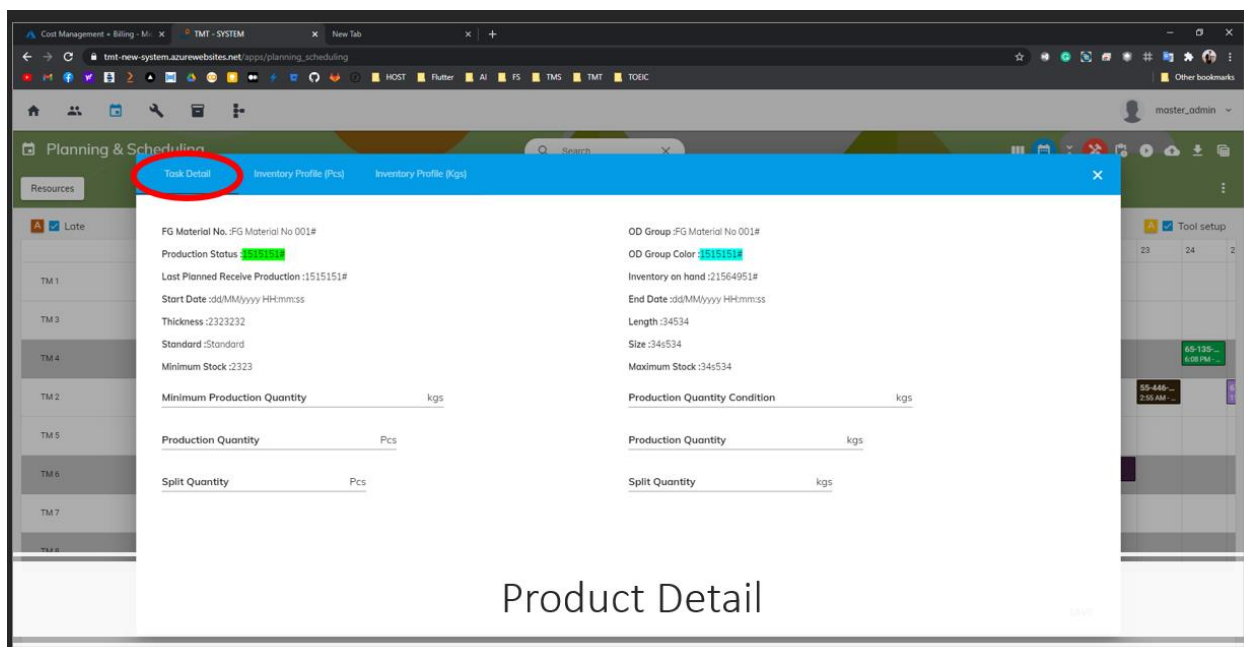 Cost Management + Billing - Mic
TMT - SYSTEM
New Tab
tmt-new-system.azurewebsites.net/apps/planning_scheduling
HOST
Flutter
AI
FS
TMS
TMT
TOEIC
Other bookmarks
master_admin
Planning & Scheduling
Search
Resources
Task Detail
Inventory Profile (Pcs)
Inventory Profile (Kgs)
Late
Tool setup
23 24 2
TM 1
TM 3
TM 4
TM 2
TM 5
TM 6
TM 7
TM 8
FG Material No. :FG Material No 001#
OD Group :FG Material No 001#
Production Status :1515151#
OD Group Color :1515151#
Last Planned Receive Production :1515151#
Inventory on hand :21564951#
Start Date :dd/MM/yyyy HH:mm:ss
End Date :dd/MM/yyyy HH:mm:ss
Thickness :2323232
Length :34534
Standard :Standard
Size :34s534
Minimum Stock :2323
Maximum Stock :34s534
Minimum Production Quantity kgs
Production Quantity Condition kgs
Production Quantity Pcs
Production Quantity kgs
Split Quantity Pcs
Split Quantity kgs
65-135-...
6:08 PM - ...
55-446-...
2:55 AM - ...
Product Detail